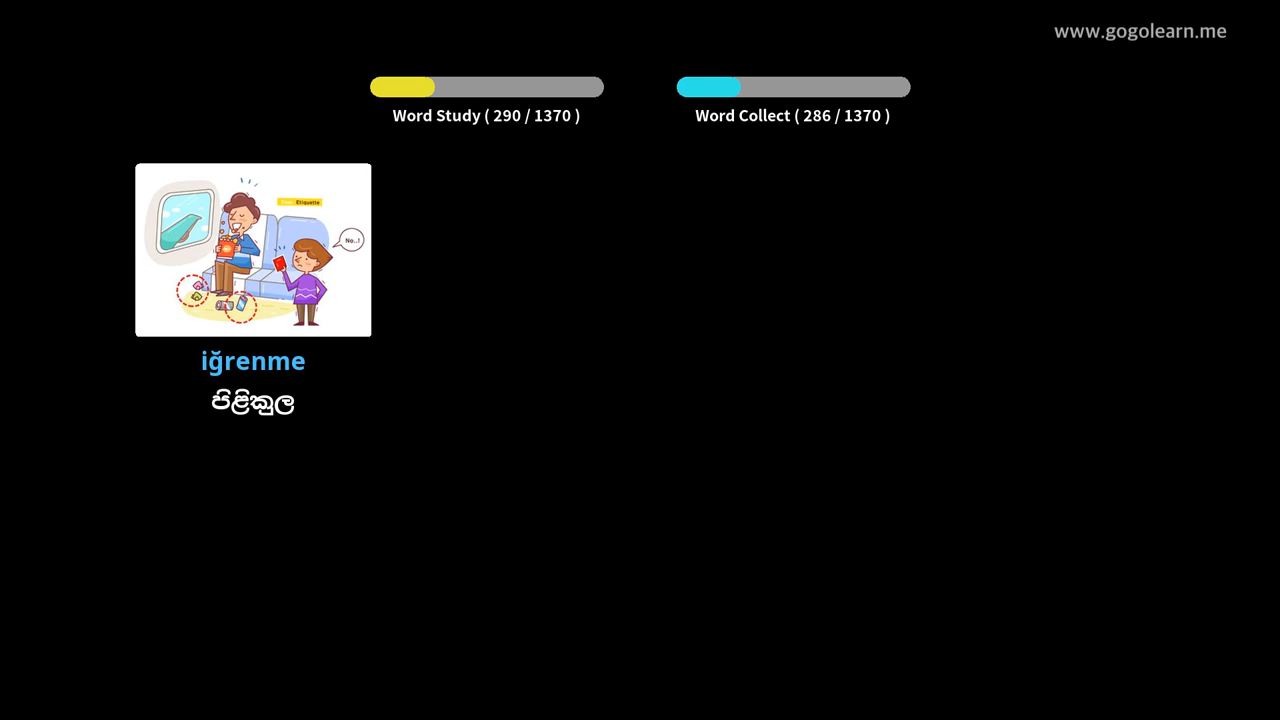 www.gogolearn.me
Word Study ( 290 / 1370 )
Word Collect ( 286 / 1370 )
Etiquette
No..!
iğrenme
පිළිකුල